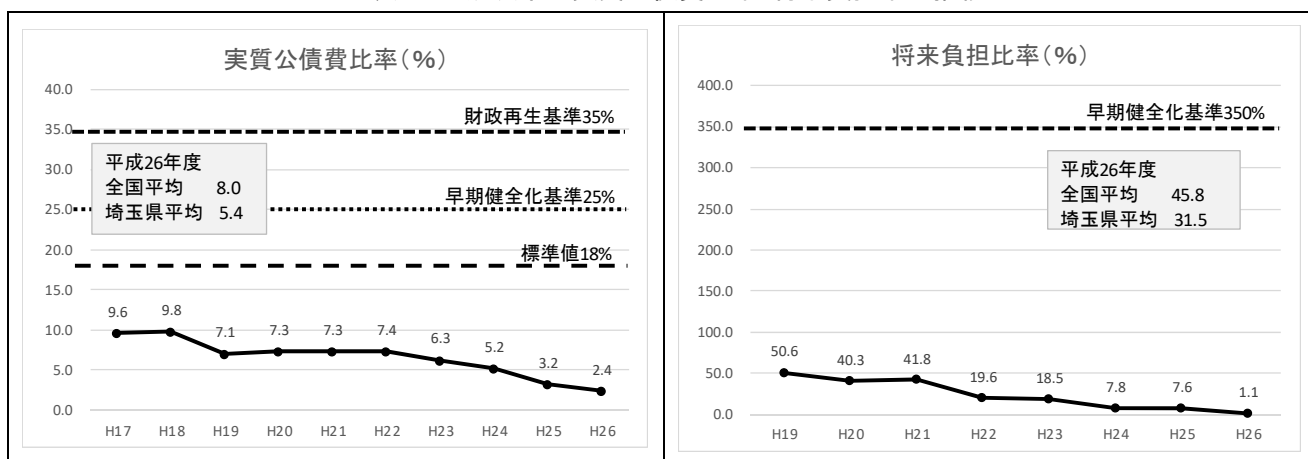 実質公債費比率(%)
40.0
財政再生基準35%
35.0
30.0
平成26年度
全国平均 8.0
埼玉県平均 5.4
早期健全化基準25%
25.0
20.0
標準値18%
15.0
10.0
5.0
0.0
9.6 9.8 7.1 7.3 7.3 7.4 6.3 5.2 3.2 2.4
H17 H18 H19 H20 H21 H22 H23 H24 H25 H26
将来負担比率(%)
400.0
早期健全化基準350%
350.0
平成26年度
全国平均 45.8
埼玉県平均 31.5
300.0
250.0
200.0
150.0
100.0
50.0
0.0
50.6 40.3 41.8 19.6 18.5 7.8 7.6 1.1
H19 H20 H21 H22 H23 H24 H25 H26